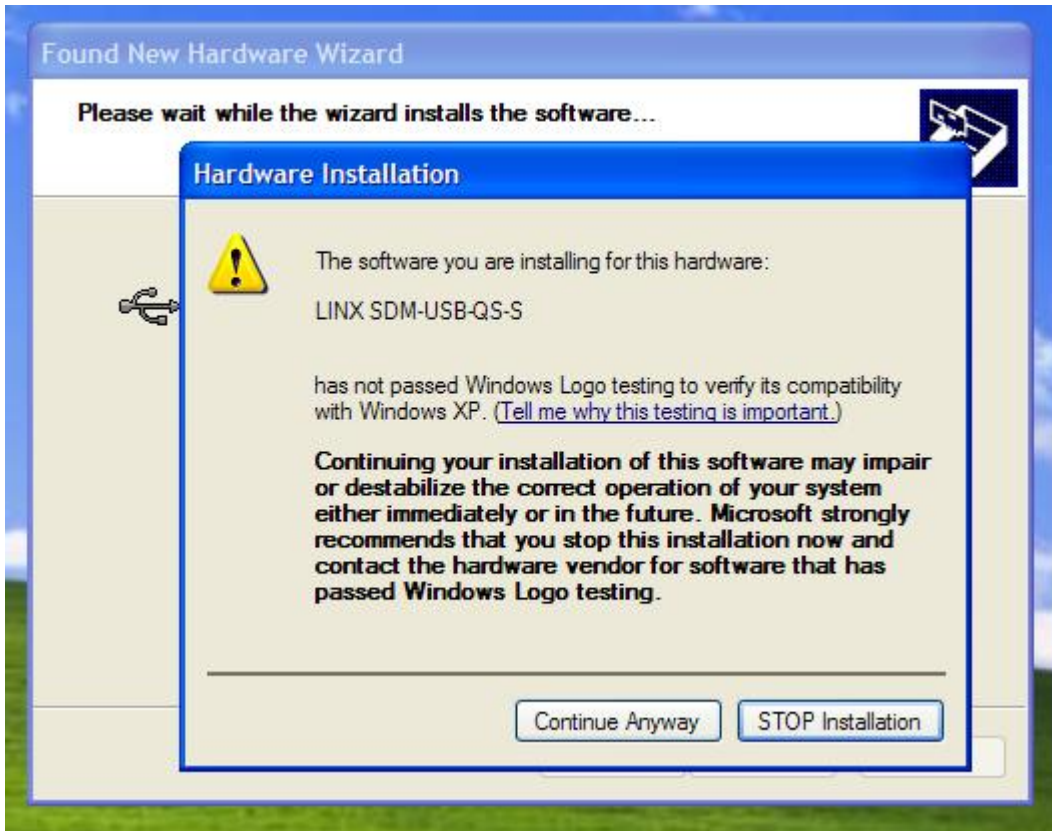 Found New Hardware Wizard
Please wait while the wizard installs the software...
Hardware Installation
The software you are installing for this hardware:
LINX SDM-USB-QS-S
has not passed Windows Logo testing to verify its compatibility
with Windows XP. (Tell me why this testing is important.)
Continuing your installation of this software may impair
or destabilize the correct operation of your system
either immediately or in the future. Microsoft strongly
recommends that you stop this installation now and
contact the hardware vendor for software that has
passed Windows Logo testing.
Continue Anyway
STOP Installation